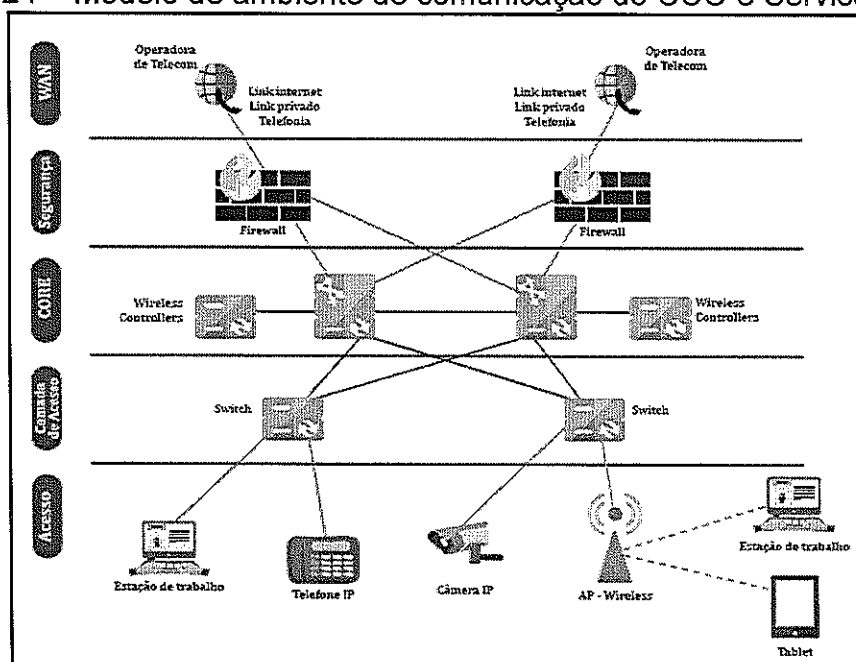 Modelo de ambiente de comunicação do
WAN
Operadora
de Telecom
Link internet
Link privado
Telefonia
Link internet
Link privado
Telefonia
Operadora
de Telecom
Segurança
Firewall
Firewall
CORE
Wireless
Controllers
Wireless
Controllers
Camada
de Acesso
Switch
Switch
Acesso
Estação de trabalho
Telefone IP
Câmera IP
AP - Wireless
Estação de trabalho
Tablet